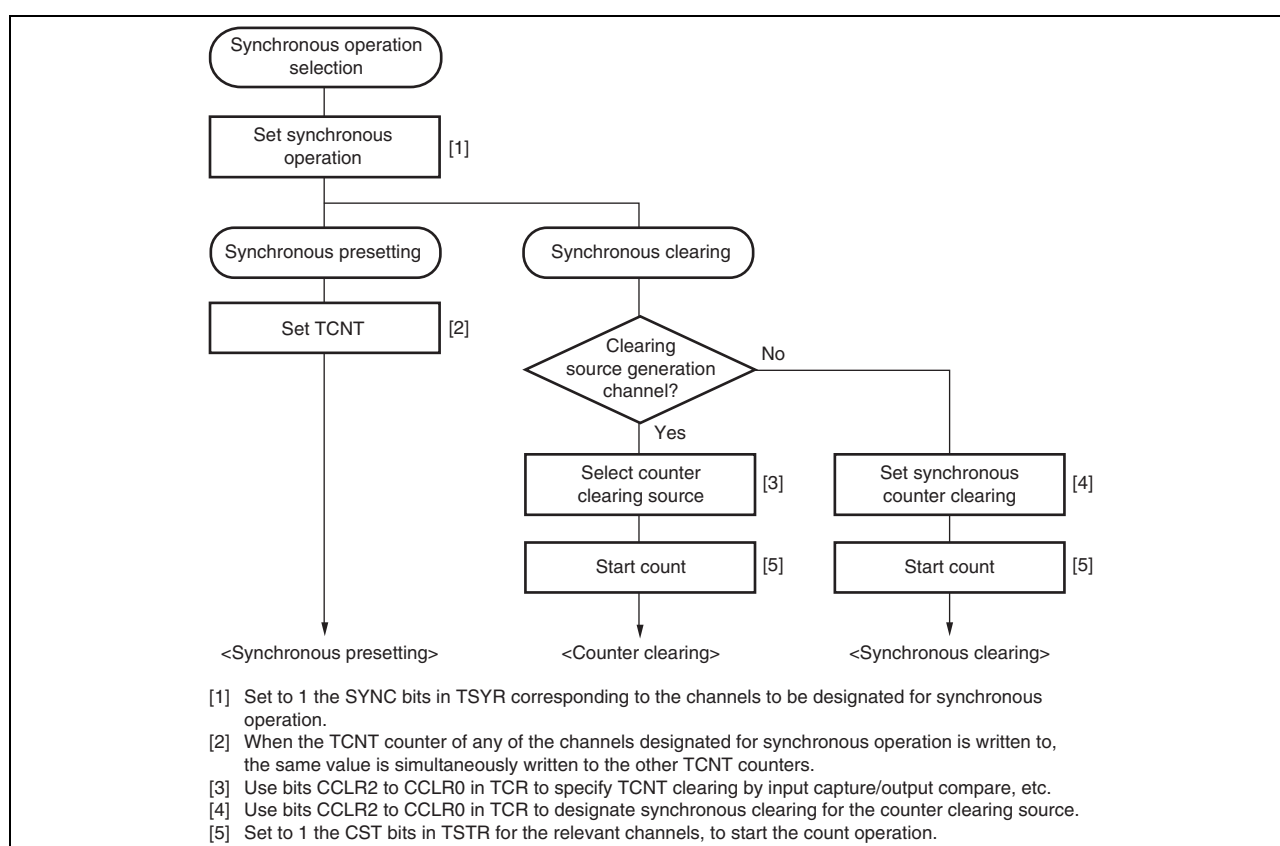 Synchronous operation
selection
Set synchronous
operation
[1]
Synchronous presetting
Synchronous clearing
Set TCNT
[2]
Clearing
source generation
channel?
No
Yes
Select counter
clearing source
[3]
Set synchronous
counter clearing
[4]
Start count
[5]
Start count
[5]
<Synchronous presetting>
<Counter clearing>
<Synchronous clearing>
[1] Set to 1 the SYNC bits in TSYR corresponding to the channels to be designated for synchronous
operation.
[2] When the TCNT counter of any of the channels designated for synchronous operation is written to,
the same value is simultaneously written to the other TCNT counters.
[3] Use bits CCLR2 to CCLR0 in TCR to specify TCNT clearing by input capture/output compare, etc.
[4] Use bits CCLR2 to CCLR0 in TCR to designate synchronous clearing for the counter clearing source.
[5] Set to 1 the CST bits in TSTR for the relevant channels, to start the count operation.